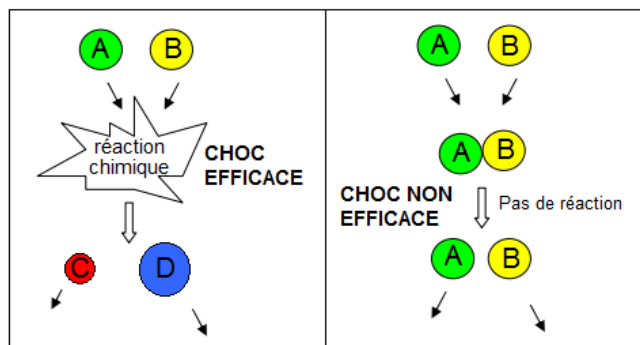 A B
réaction
chimique
CHOC
EFFICACE
C D
A B
A B
CHOC NON
EFFICACE
Pas de réaction
A B